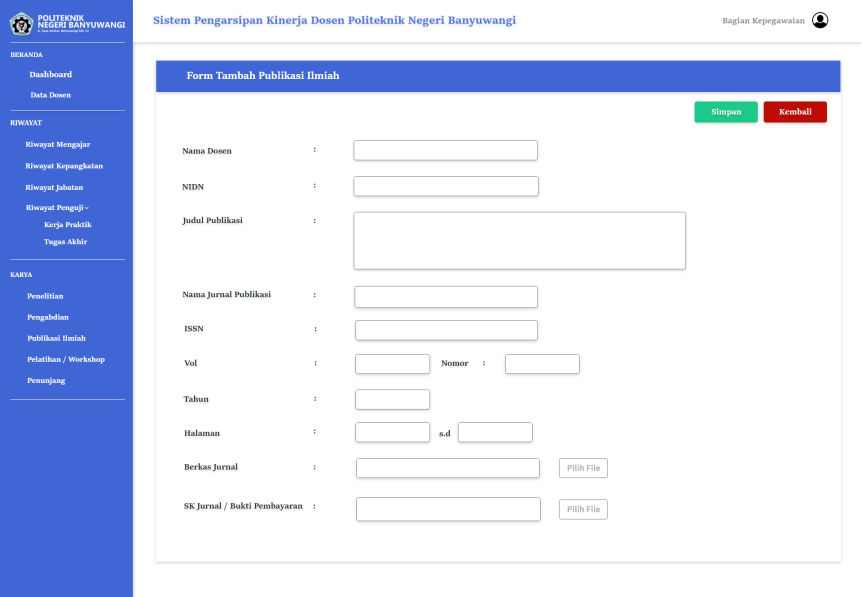 POLITEKNIK
NEGERI BANYUWANGI
Sistem Pengarsipan Kinerja Dosen Politeknik Negeri Banyuwangi
Bagian Kepegawaian
BERANDA
Dashboard
Data Dosen
RIWAYAT
Riwayat Mengajar
Riwayat Kepangkatan
Riwayat Jabatan
Riwayat Penguji
Kerja Praktik
Tugas Akhir
KARYA
Penelitian
Pengabdian
Publikasi Ilmiah
Pelatihan / Workshop
Penunjang
Form Tambah Publikasi Ilmiah
Simpan Kembali
Nama Dosen :
NIDN :
Judul Publikasi :
Nama Jurnal Publikasi :
ISSN :
Vol : Nomor :
Tahun :
Halaman : s.d
Berkas Jurnal : Pilih File
SK Jurnal / Bukti Pembayaran : Pilih File